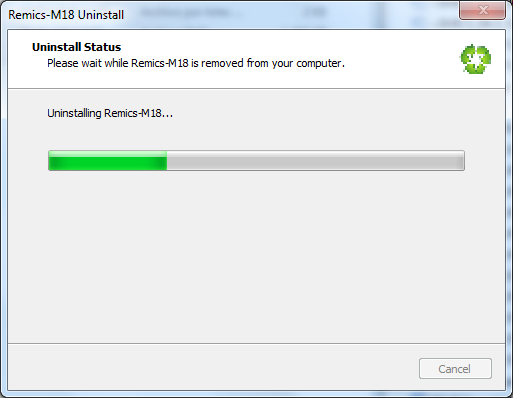 Remics-M18 Uninstall
Uninstall Status
Please wait while Remics-M18 is removed from your computer.
Uninstalling Remics-M18...
Cancel